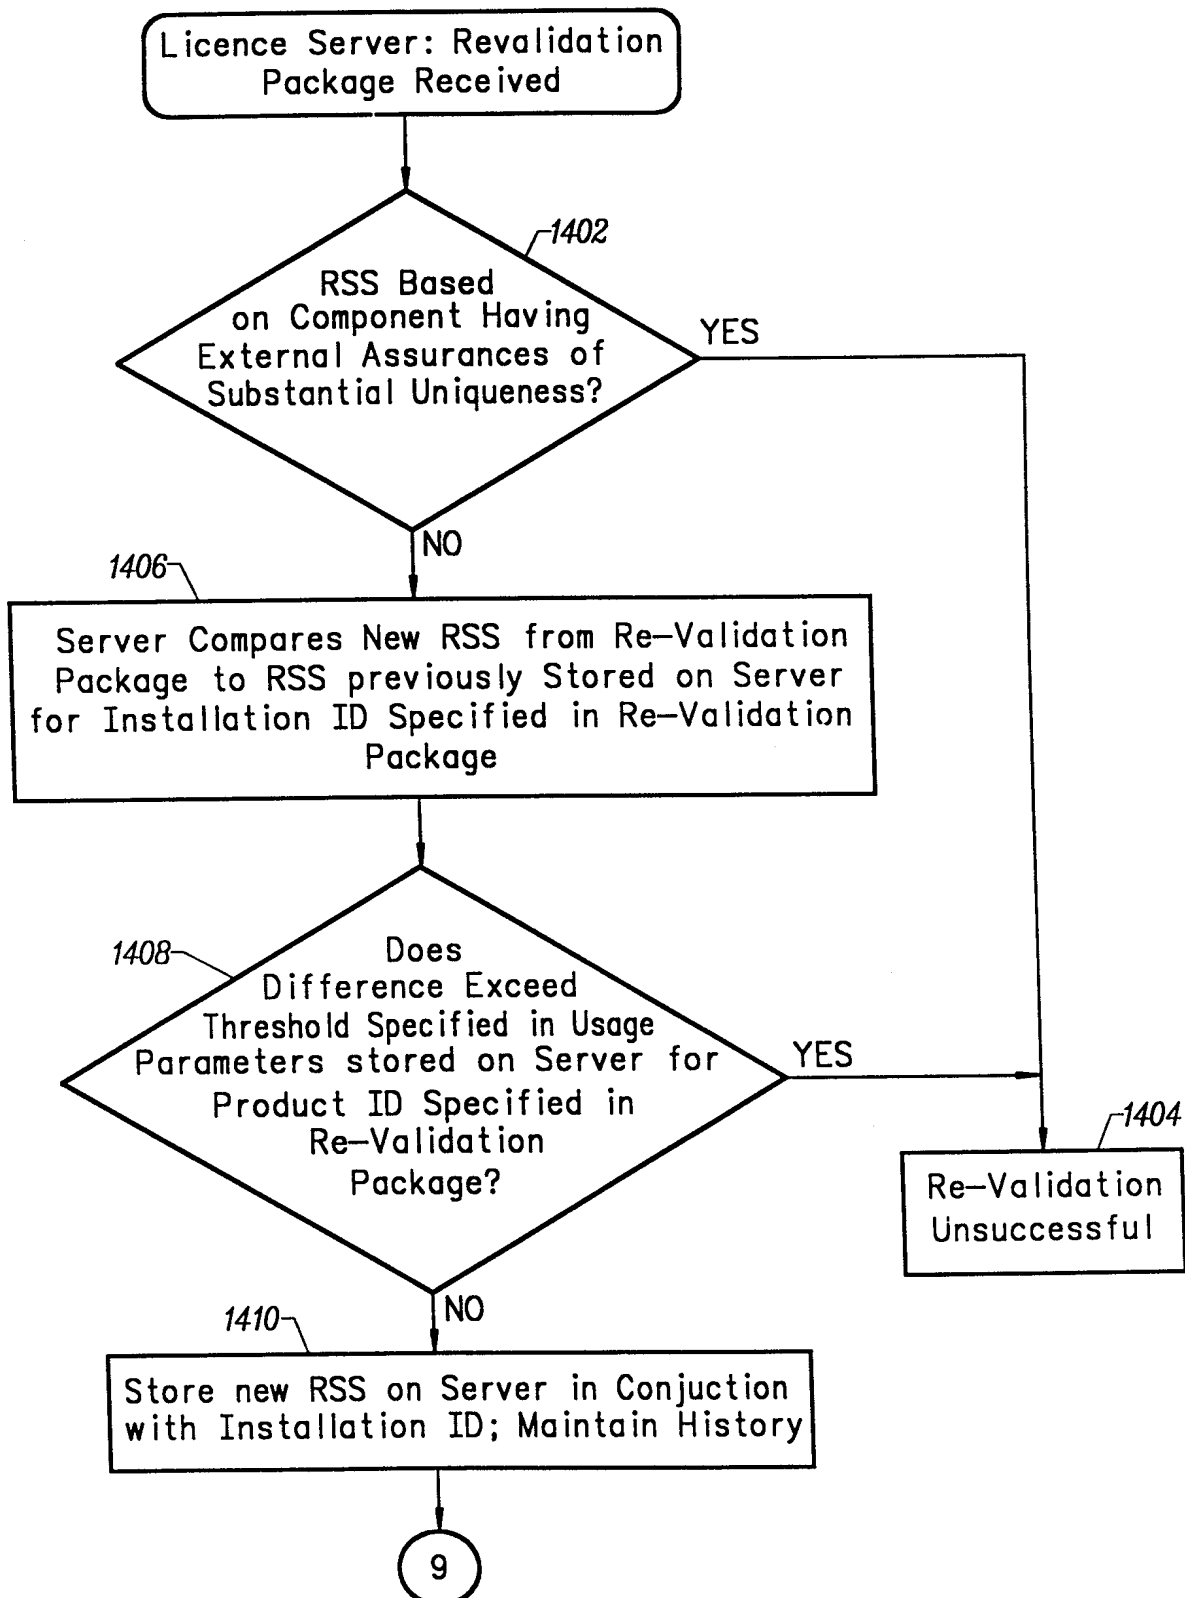 Licence Server: Revalidation
Package Received
1402
RSS Based
on Component Having
External Assurances of
Substantial Uniqueness?
YES
NO
1406
Server Compares New RSS from Re-Validation
Package to RSS previously Stored on Server
for Installation ID Specified in Re-Validation
Package
1408
Does
Difference Exceed
Threshold Specified in Usage
Parameters stored on Server for
Product ID Specified in
Re-Validation
Package?
YES
1404
Re-Validation
Unsuccessful
NO
1410
Store new RSS on Server in Conjuction
with Installation ID; Maintain History
9